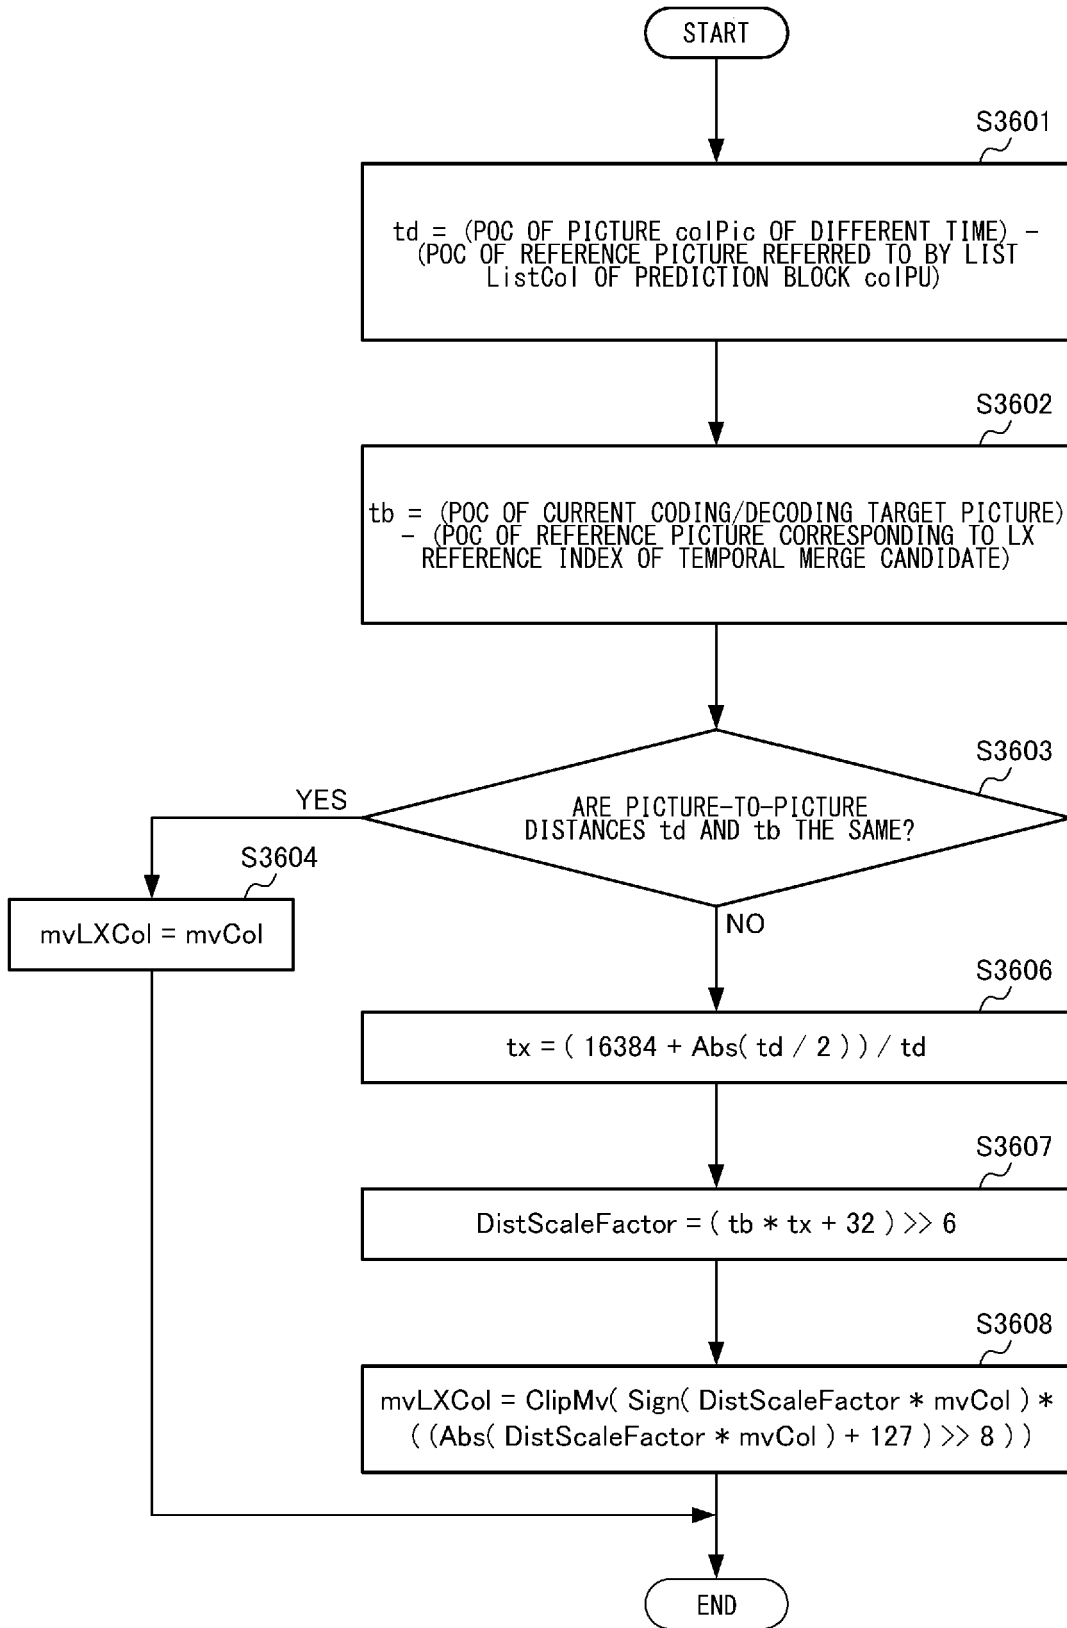 START
S3601
td = (POC OF PICTURE colPic OF DIFFERENT TIME) -
(POC OF REFERENCE PICTURE REFERRED TO BY LIST
ListCol OF PREDICTION BLOCK colPU)
S3602
tb = (POC OF CURRENT CODING/DECODING TARGET PICTURE)
- (POC OF REFERENCE PICTURE CORRESPONDING TO LX
REFERENCE INDEX OF TEMPORAL MERGE CANDIDATE)
S3603
ARE PICTURE-TO-PICTURE
DISTANCES td AND tb THE SAME?
YES
S3604
mvLXCol = mvCol
NO
S3606
tx = ( 16384 + Abs( td / 2 ) ) / td
S3607
DistScaleFactor = ( tb * tx + 32 ) >> 6
S3608
mvLXCol = ClipMv( Sign( DistScaleFactor * mvCol ) *
( (Abs( DistScaleFactor * mvCol ) + 127 ) >> 8 ) )
END